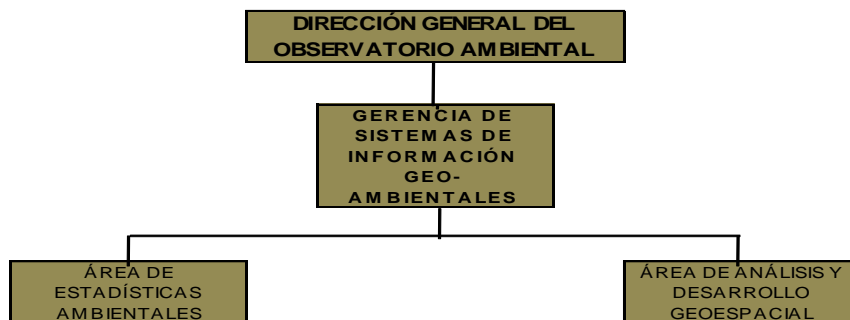 DIRECCIÓN GENERAL DEL
OBSERVATORIO AMBIENTAL
GERENCIA DE
SISTEMAS DE
INFORMACIÓN
GEO-
AMBIENTALES
ÁREA DE
ESTADÍSTICAS
AMBIENTALES
ÁREA DE ANÁLISIS Y
DESARROLLO
GEOESPACIAL